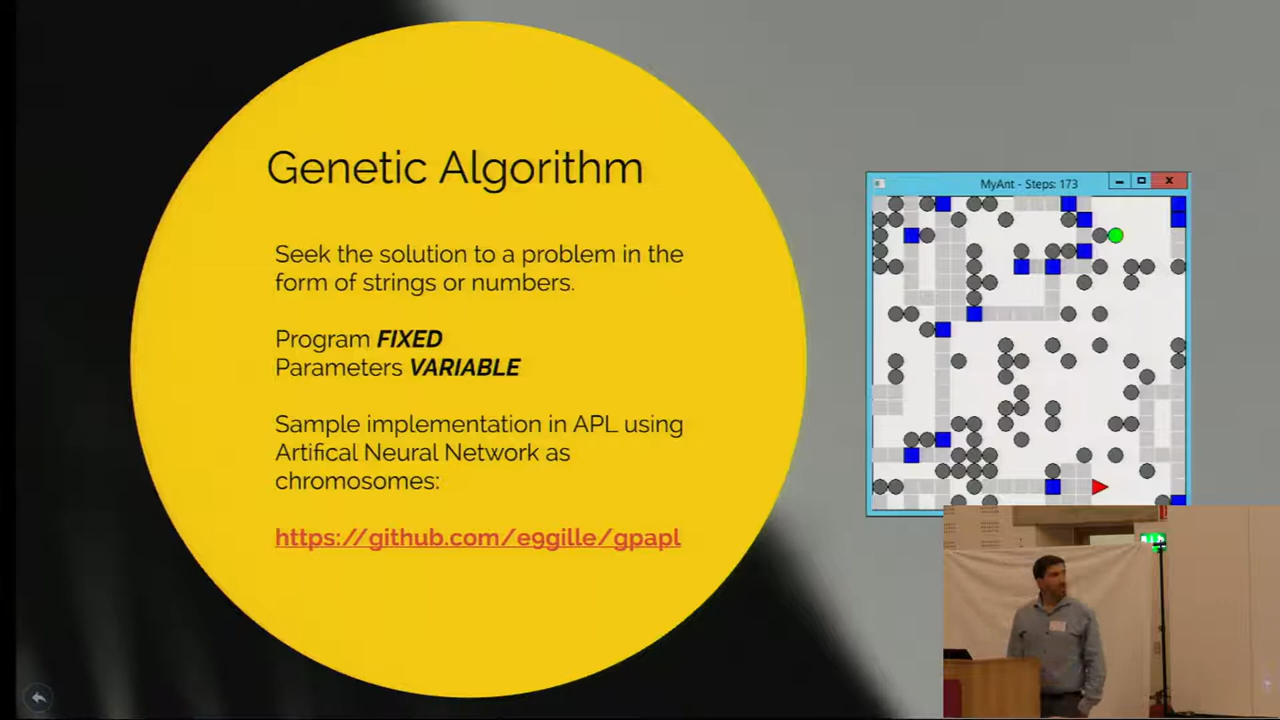 Genetic Algorithm
Seek the solution to a problem in the
form of strings or numbers.
Program FIXED
Parameters VARIABLE
Sample implementation in APL using
Artifical Neural Network as
chromosomes:
https://github.com/e9gille/gpapl
MyAnt - Steps: 173